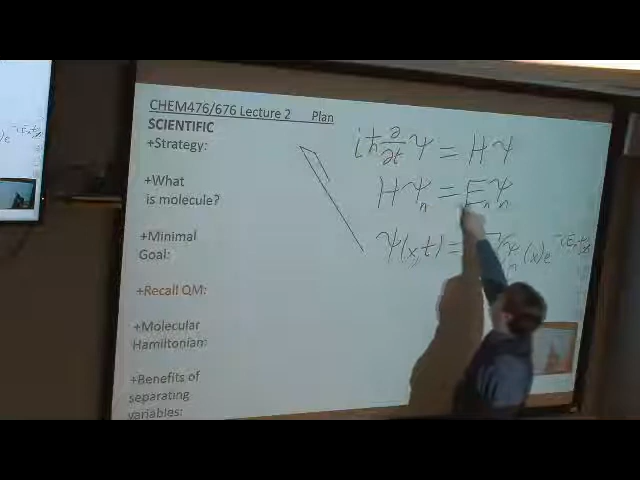 CHEM476/676 Lecture 2 Plan
SCIENTIFIC
+Strategy:
+What
is molecule?
+Minimal
Goal:
+Recall QM:
+Molecular
Hamiltonian:
+Benefits of
separating
variables:
iℏ ∂/∂t Ψ = HΨ
HΨₙ = EₙΨₙ
Ψ(x,t) =
Ψₙ(x)e